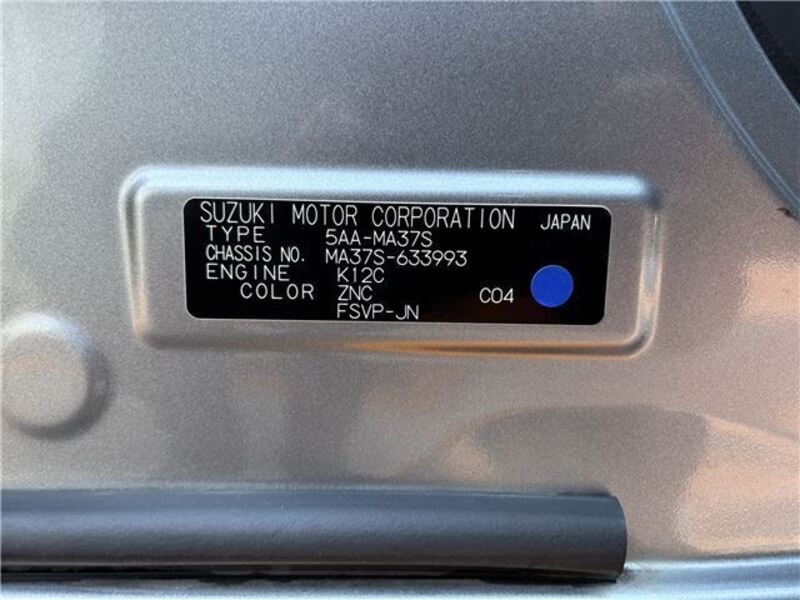 SUZUKI MOTOR CORPORATION JAPAN
TYPE 5AA-MA37S
CHASSIS NO. MA37S-633993
ENGINE K12C
COLOR ZNC C04
FSVP-JN